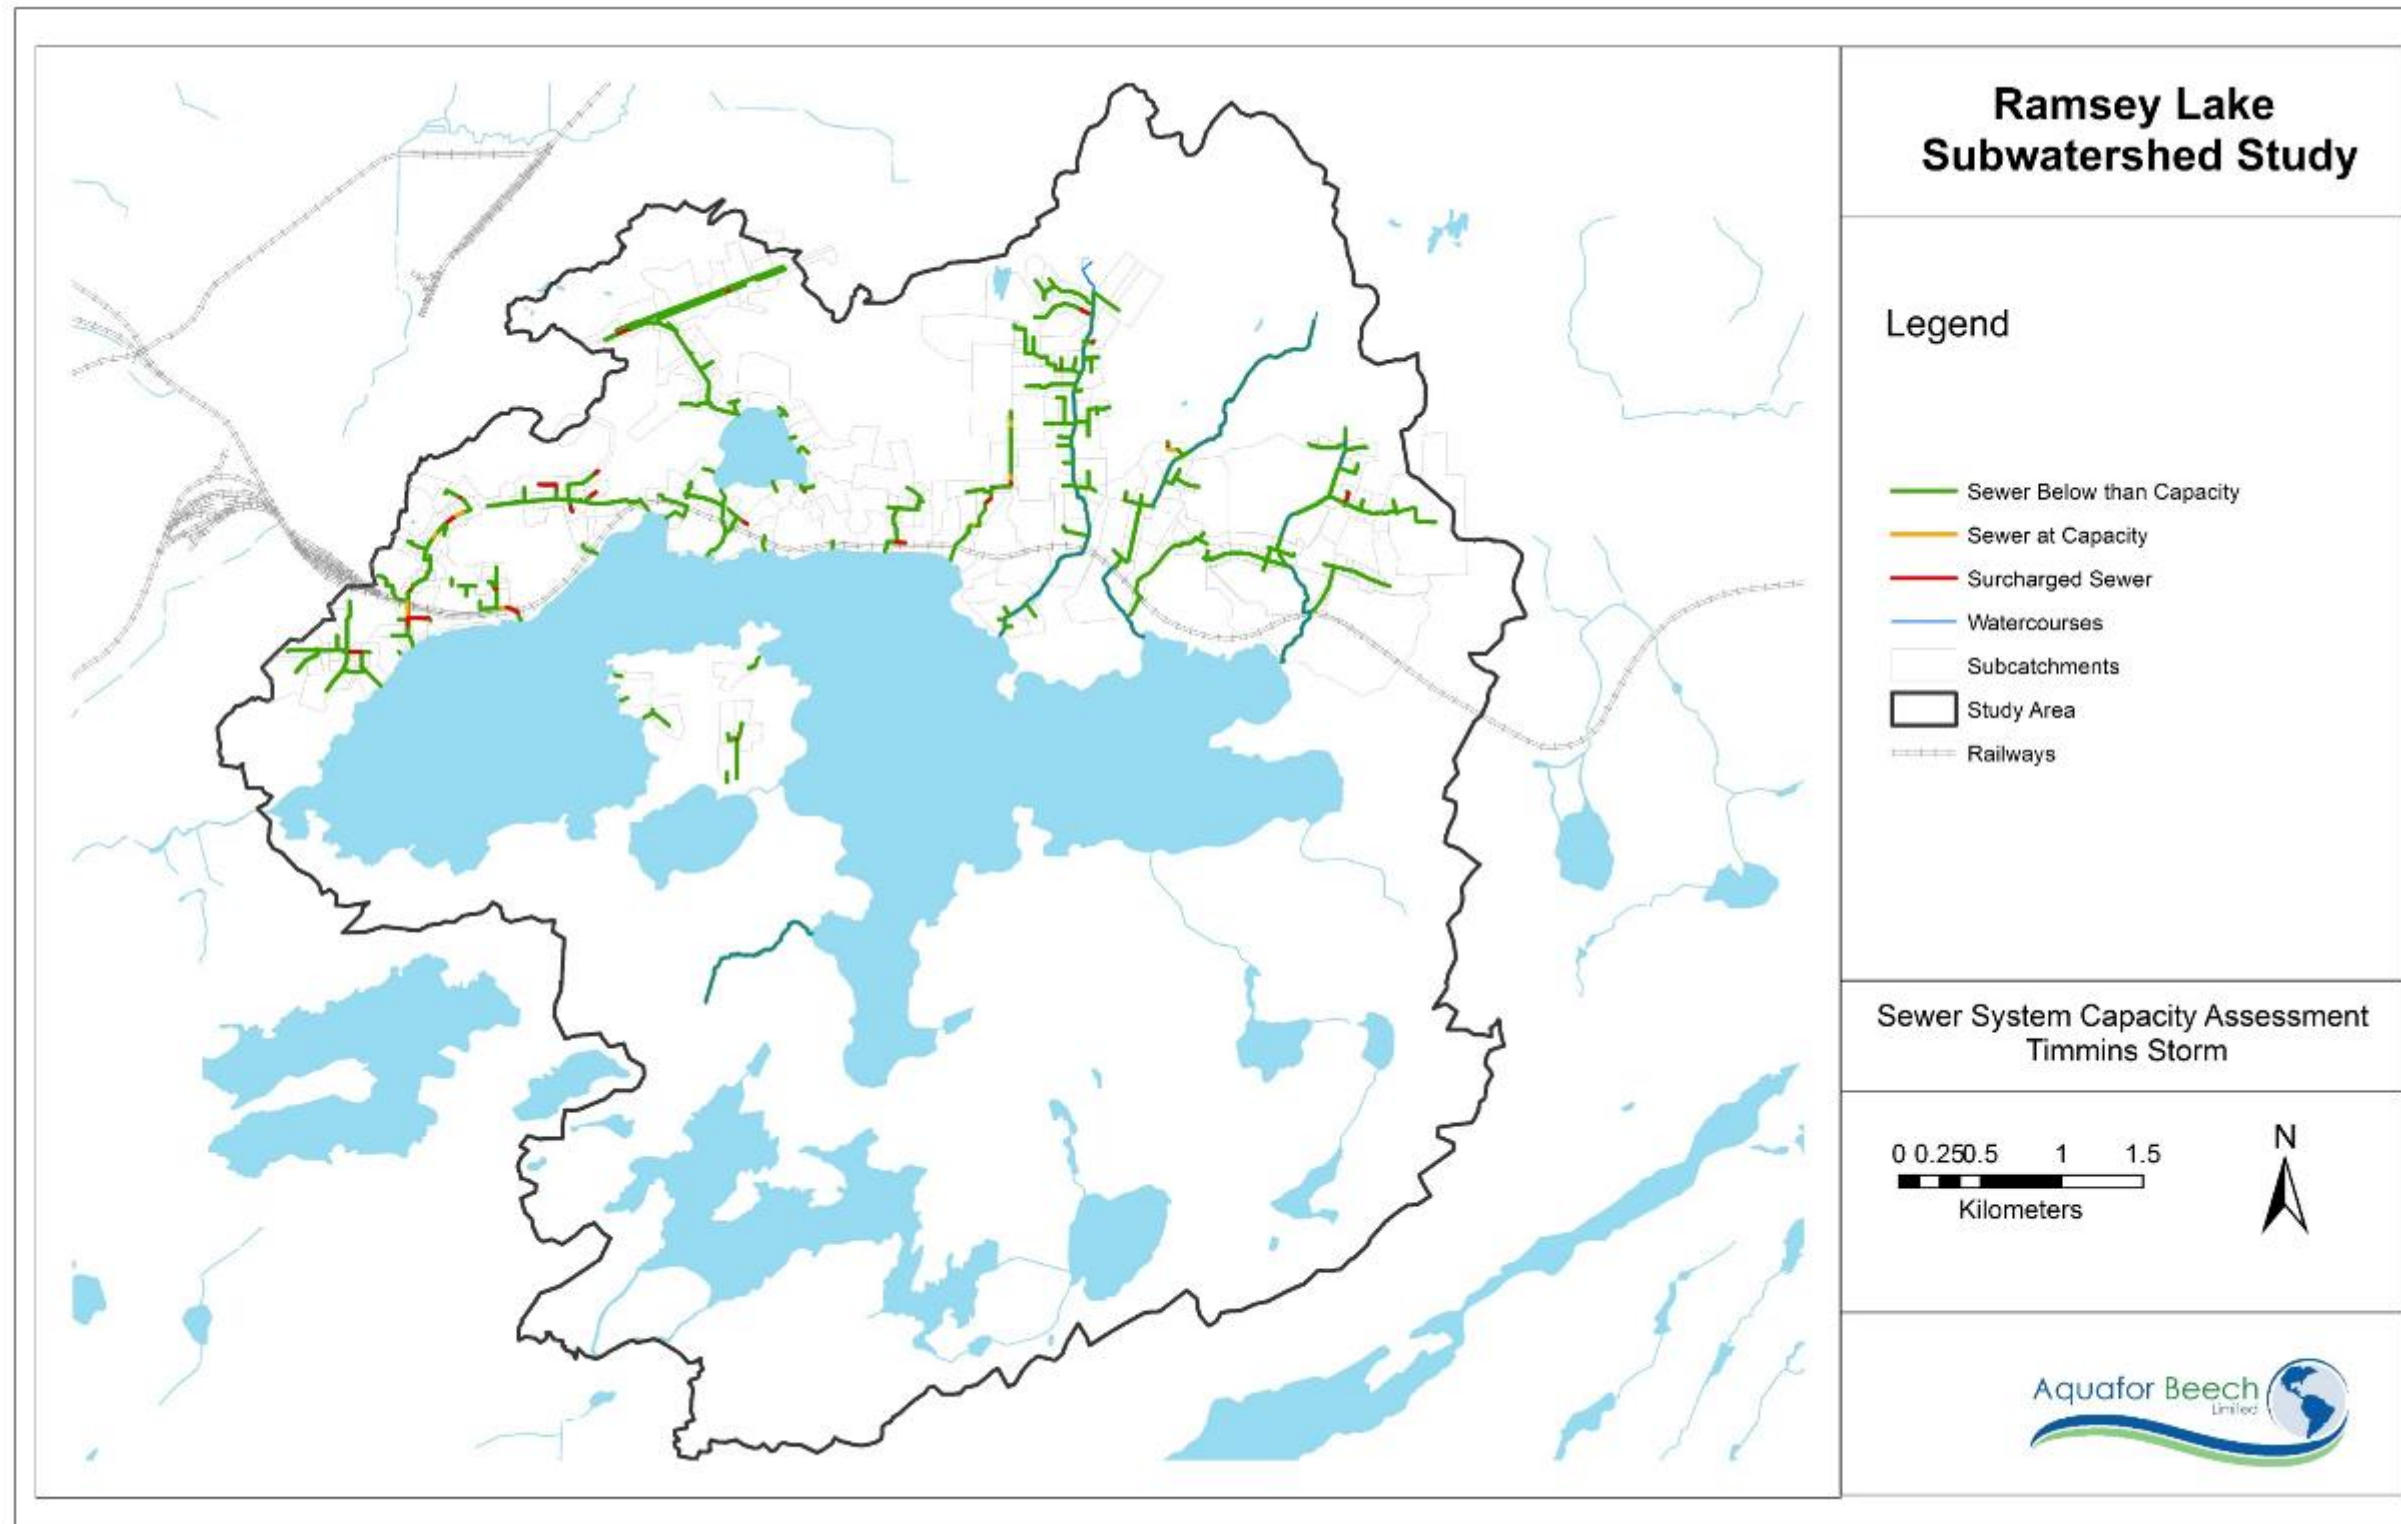 Ramsey Lake
Subwatershed Study
Legend
Sewer Below than Capacity
Sewer at Capacity
Surcharged Sewer
Watercourses
Subcatchments
Study Area
Railways
Sewer System Capacity Assessment
Timmins Storm
0 0.250.5 1 1.5
Kilometers
N
Aquafor Beech
Limited